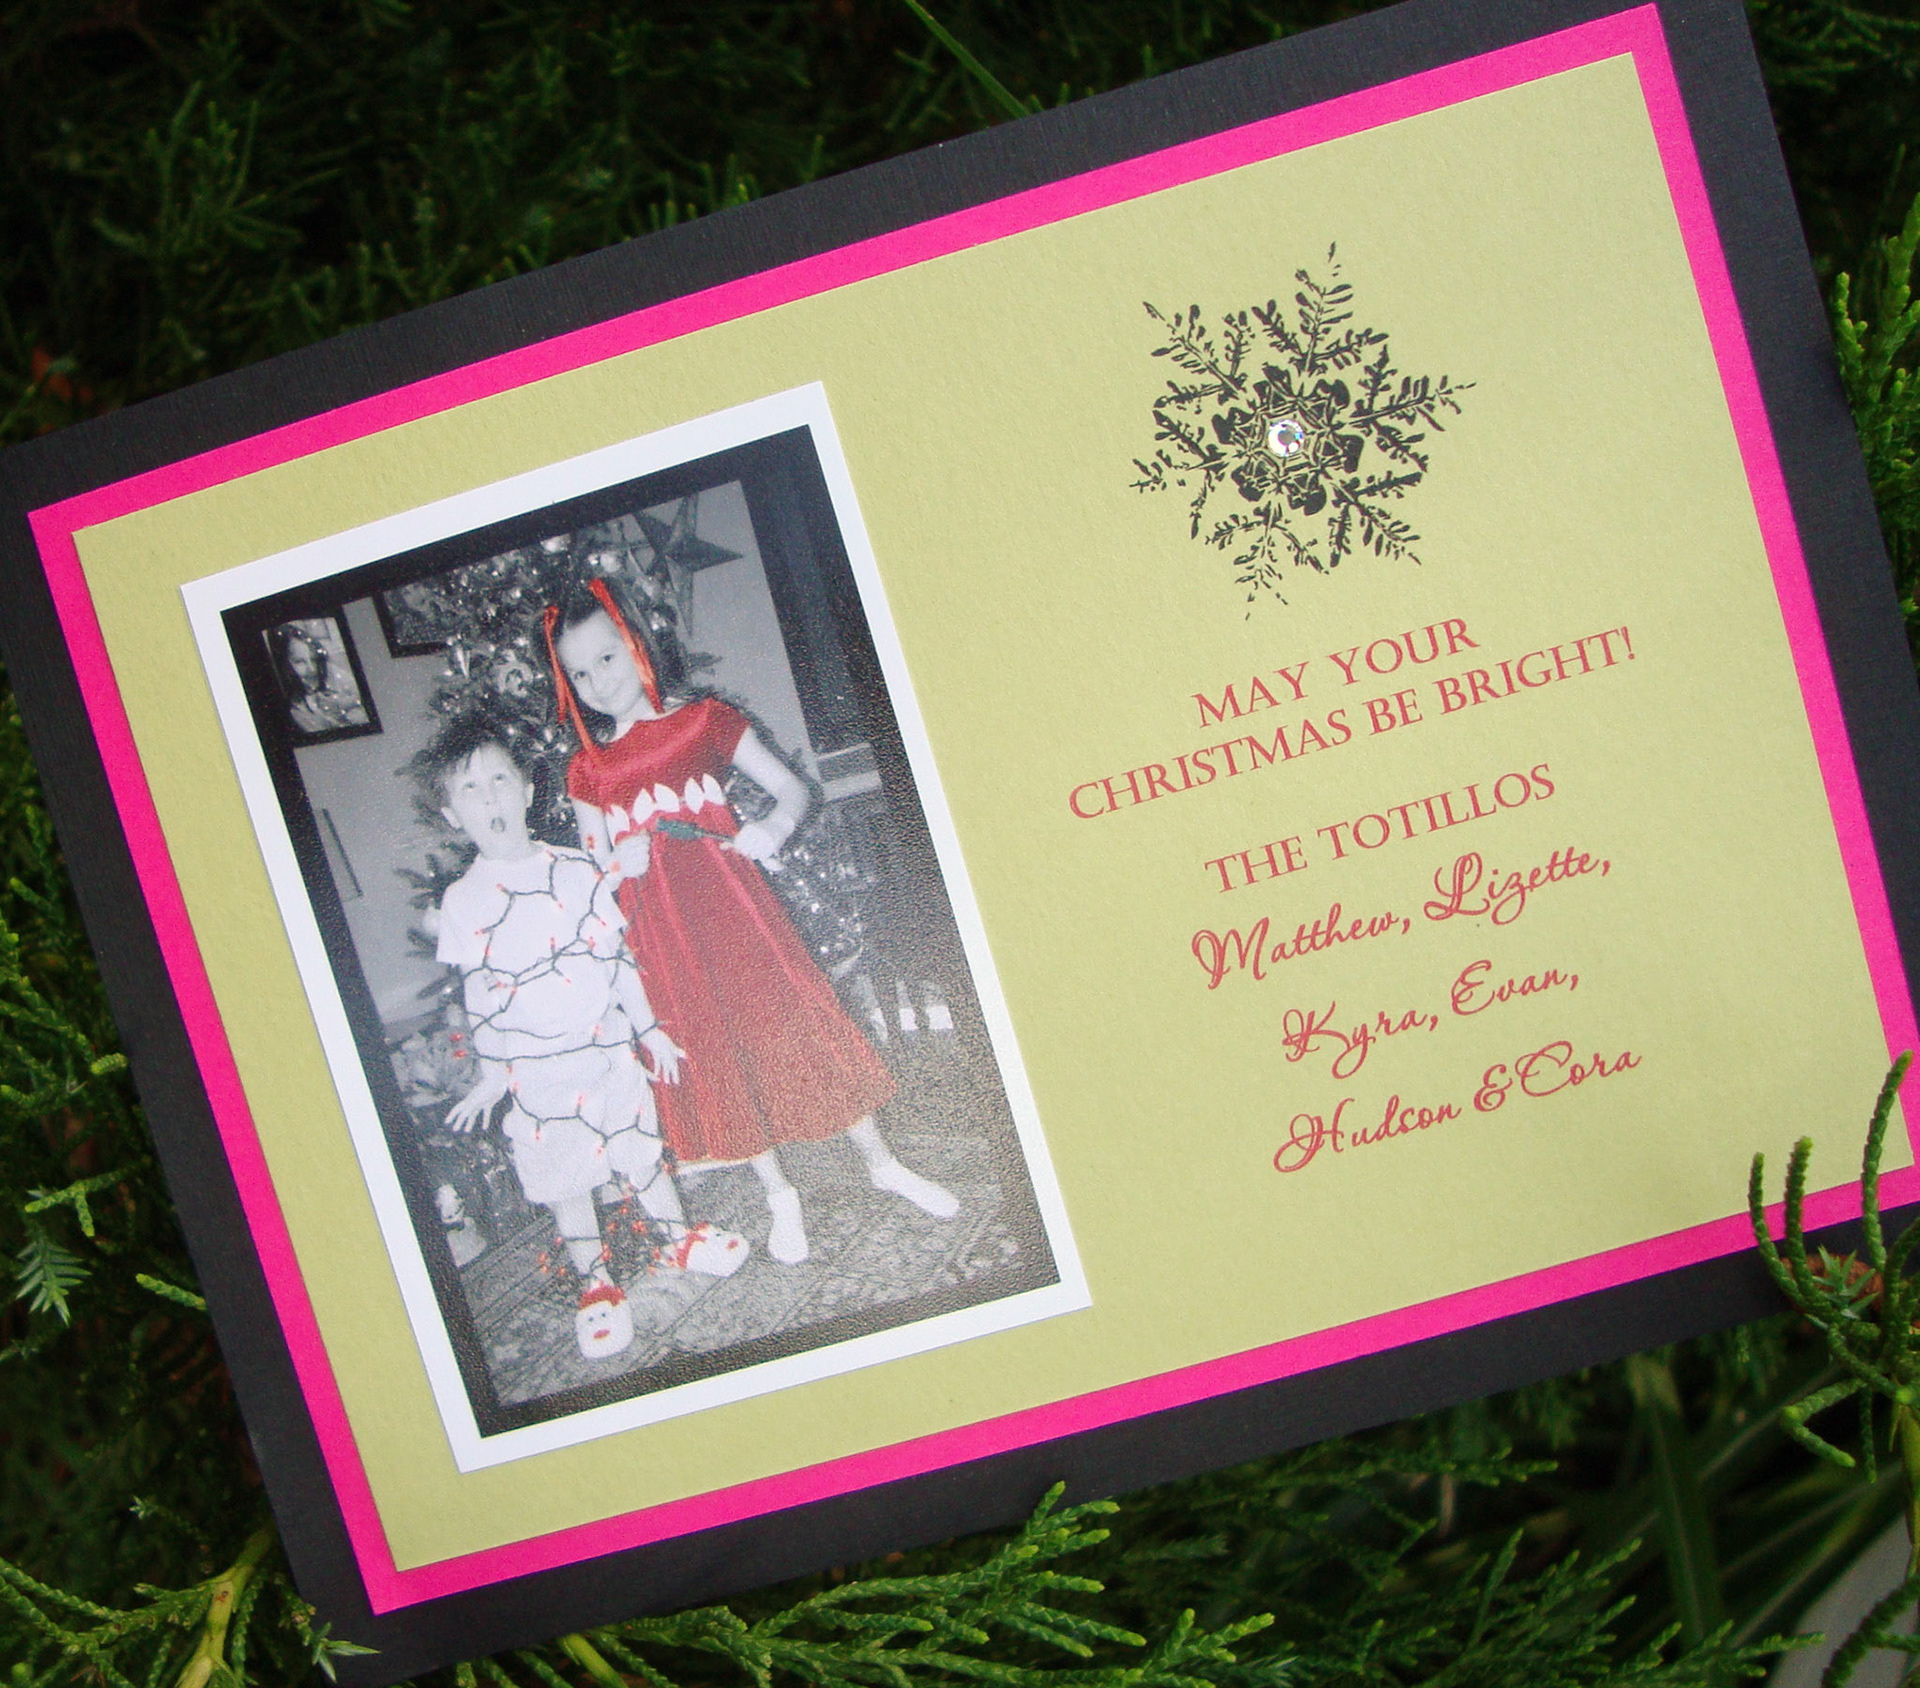 MAY YOUR
CHRISTMAS BE BRIGHT!
THE TOTILLOS
Matthew, Lizette,
Kyra, Evan,
Hudson & Cora